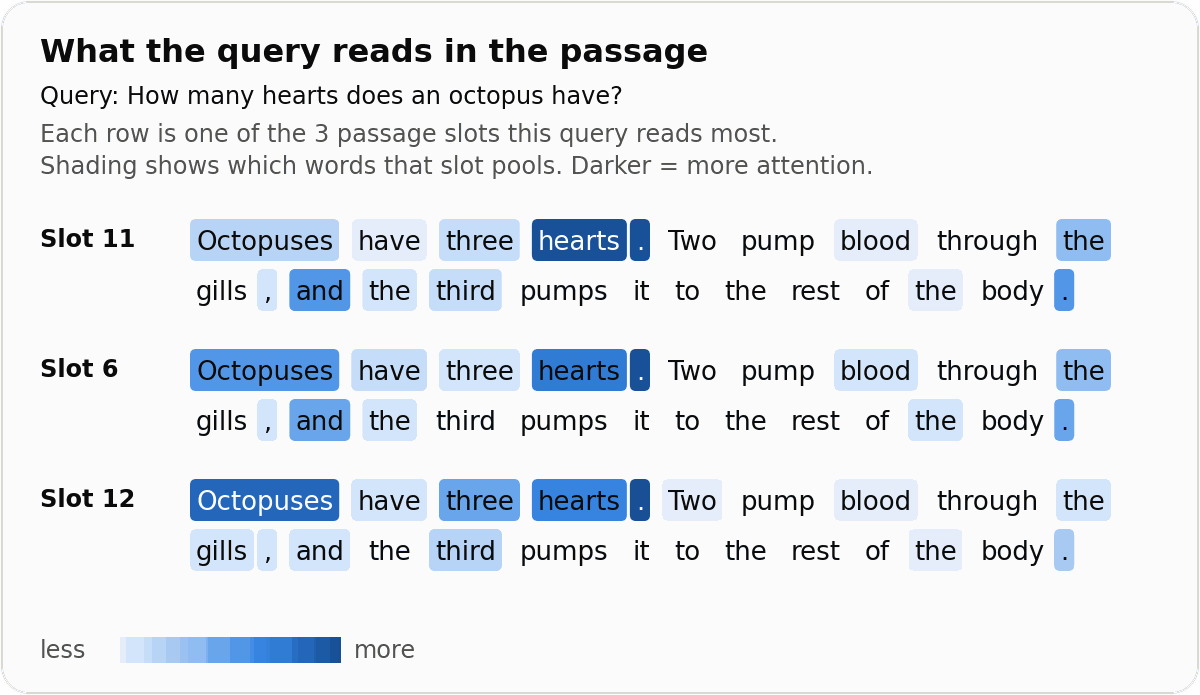 What the query reads in the passage
Query: How many hearts does an octopus have?
Each row is one of the 3 passage slots this query reads most.
Shading shows which words that slot pools. Darker = more attention.
Slot 11 Octopuses have three hearts . Two pump blood through the
gills , and the third pumps it to the rest of the body .
Slot 6 Octopuses have three hearts . Two pump blood through the
gills , and the third pumps it to the rest of the body .
Slot 12 Octopuses have three hearts . Two pump blood through the
gills , and the third pumps it to the rest of the body .
less more